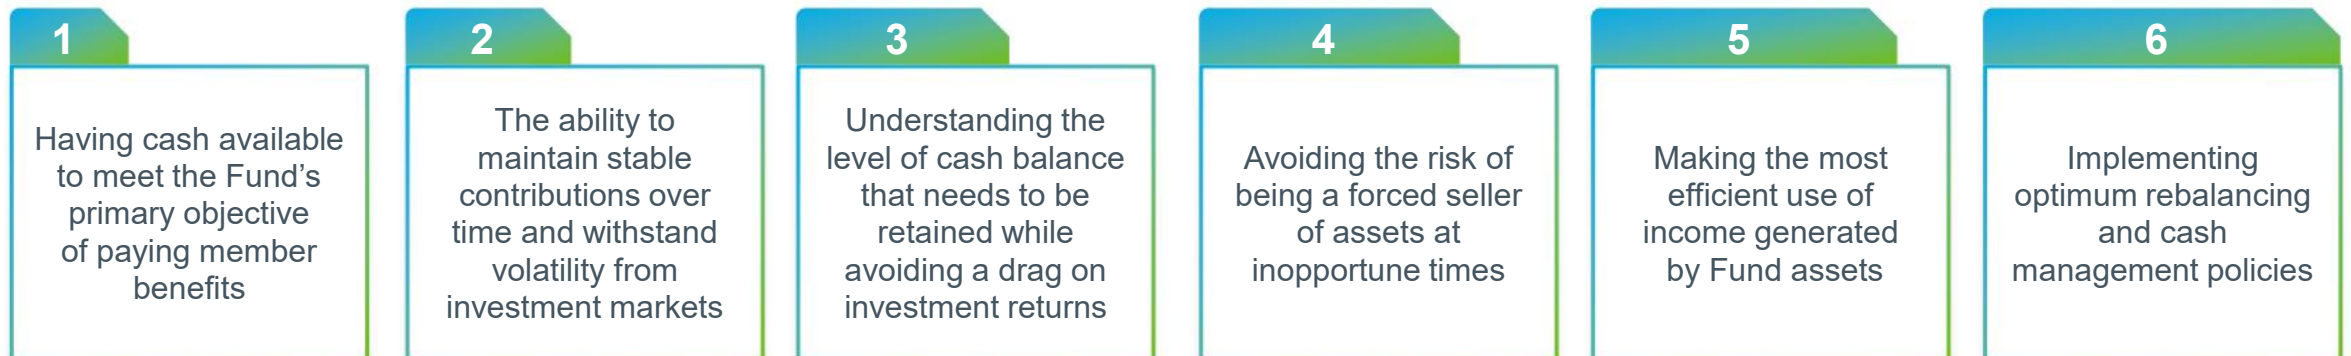 1
Having cash available
to meet the Fund’s
primary objective
of paying member
benefits
2
The ability to
maintain stable
contributions over
time and withstand
volatility from
investment markets
3
Understanding the
level of cash balance
that needs to be
retained while
avoiding a drag on
investment returns
4
Avoiding the risk of
being a forced seller
of assets at
inopportune times
5
Making the most
efficient use of
income generated
by Fund assets
6
Implementing
optimum rebalancing
and cash
management policies